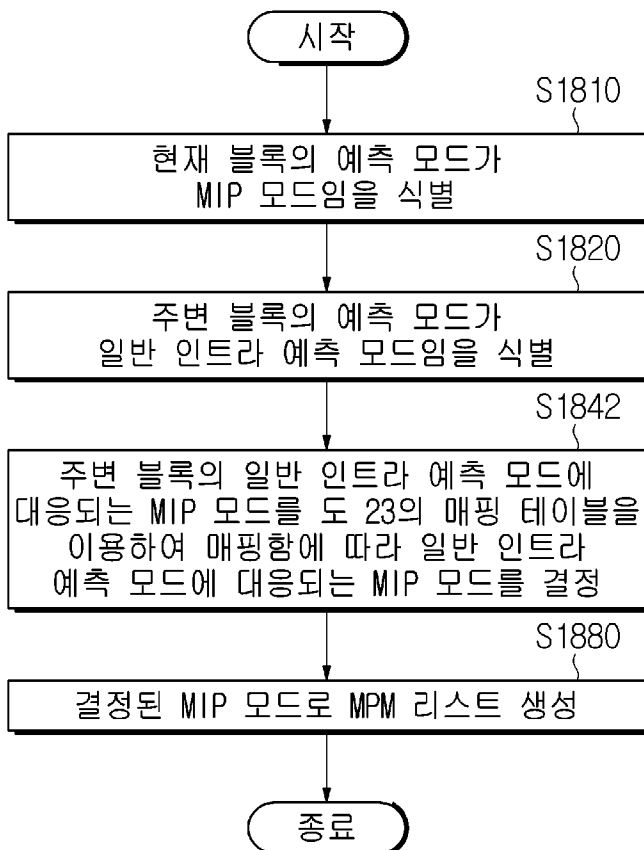 시작
S1810
현재 블록의 예측 모드가
MIP 모드임을 식별
S1820
주변 블록의 예측 모드가
일반 인트라 예측 모드임을 식별
S1842
주변 블록의 일반 인트라 예측 모드에
대응되는 MIP 모드를 도 23의 매핑 테이블을
이용하여 매핑함에 따라 일반 인트라
예측 모드에 대응되는 MIP 모드를 결정
S1880
결정된 MIP 모드로 MPM 리스트 생성
종료